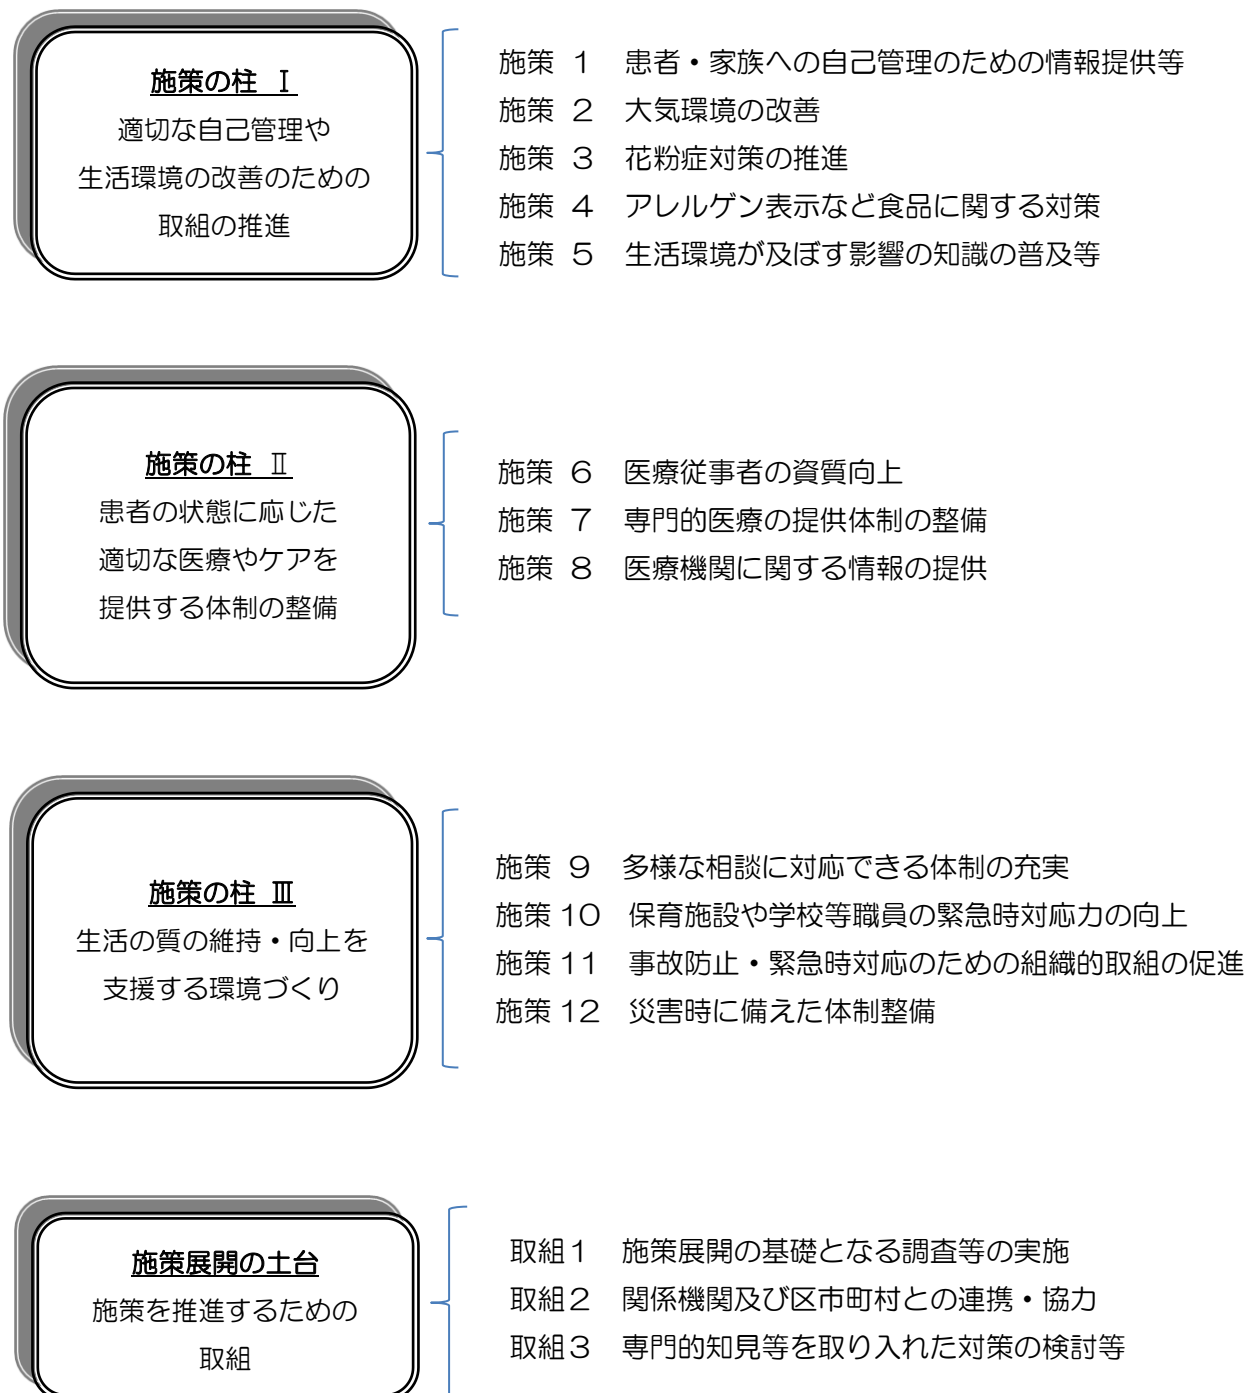 施策の柱 Ⅰ
適切な自己管理や
生活環境の改善のための
取組の推進
施策 1 患者・家族への自己管理のための情報提供等
施策 2 大気環境の改善
施策 3 花粉症対策の推進
施策 4 アレルゲン表示など食品に関する対策
施策 5 生活環境が及ぼす影響の知識の普及等
施策の柱 Ⅱ
患者の状態に応じた
適切な医療やケアを
提供する体制の整備
施策 6 医療従事者の資質向上
施策 7 専門的医療の提供体制の整備
施策 8 医療機関に関する情報の提供
施策の柱 Ⅲ
生活の質の維持・向上を
支援する環境づくり
施策 9 多様な相談に対応できる体制の充実
施策 10 保育施設や学校等職員の緊急時対応力の向上
施策 11 事故防止・緊急時対応のための組織的取組の促進
施策 12 災害時に備えた体制整備
施策展開の土台
施策を推進するための
取組
取組1 施策展開の基礎となる調査等の実施
取組2 関係機関及び区市町村との連携・協力
取組3 専門的知見等を取り入れた対策の検討等